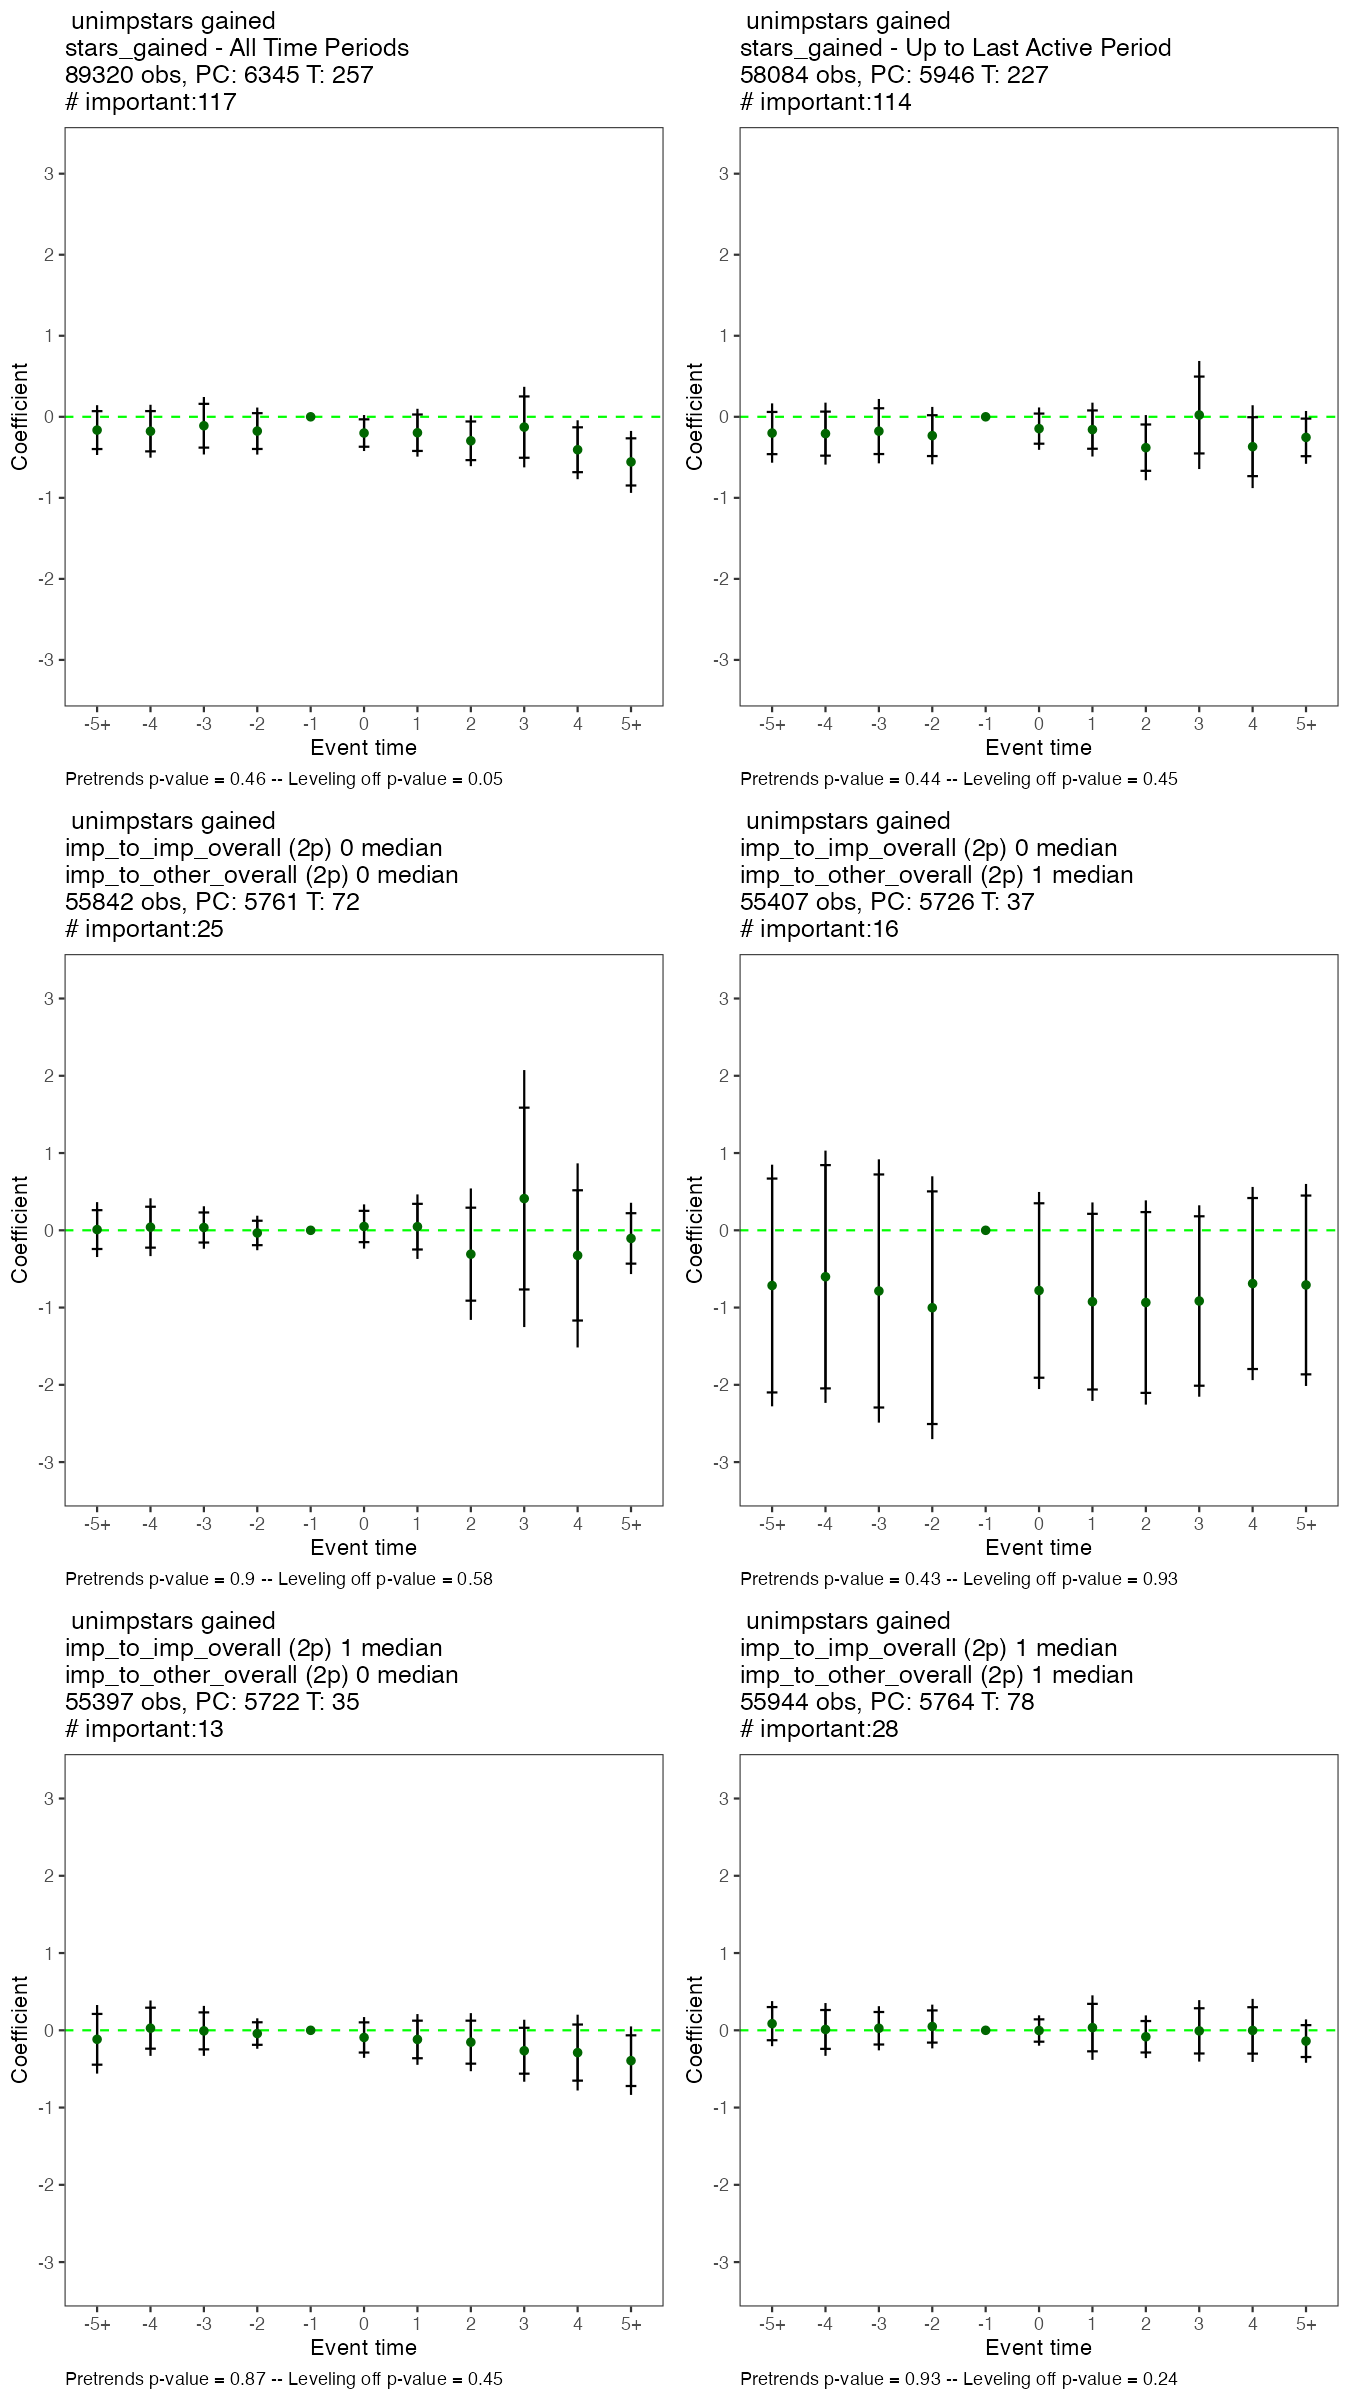 unimpstars gained
stars_gained - All Time Periods
89320 obs, PC: 6345 T: 257
# important:117
3
2
1
0
-1
-2
-3
Coefficient
-5+ -4 -3 -2 -1 0 1 2 3 4 5+
Event time
Pretrends p-value = 0.46 -- Leveling off p-value = 0.05
unimpstars gained
stars_gained - Up to Last Active Period
58084 obs, PC: 5946 T: 227
# important:114
3
2
1
0
-1
-2
-3
Coefficient
-5+ -4 -3 -2 -1 0 1 2 3 4 5+
Event time
Pretrends p-value = 0.44 -- Leveling off p-value = 0.45
unimpstars gained
imp_to_imp_overall (2p) 0 median
imp_to_other_overall (2p) 0 median
55842 obs, PC: 5761 T: 72
# important:25
3
2
1
0
-1
-2
-3
Coefficient
-5+ -4 -3 -2 -1 0 1 2 3 4 5+
Event time
Pretrends p-value = 0.9 -- Leveling off p-value = 0.58
unimpstars gained
imp_to_imp_overall (2p) 0 median
imp_to_other_overall (2p) 1 median
55407 obs, PC: 5726 T: 37
# important:16
3
2
1
0
-1
-2
-3
Coefficient
-5+ -4 -3 -2 -1 0 1 2 3 4 5+
Event time
Pretrends p-value = 0.43 -- Leveling off p-value = 0.93
unimpstars gained
imp_to_imp_overall (2p) 1 median
imp_to_other_overall (2p) 0 median
55397 obs, PC: 5722 T: 35
# important:13
3
2
1
0
-1
-2
-3
Coefficient
-5+ -4 -3 -2 -1 0 1 2 3 4 5+
Event time
Pretrends p-value = 0.87 -- Leveling off p-value = 0.45
unimpstars gained
imp_to_imp_overall (2p) 1 median
imp_to_other_overall (2p) 1 median
55944 obs, PC: 5764 T: 78
# important:28
3
2
1
0
-1
-2
-3
Coefficient
-5+ -4 -3 -2 -1 0 1 2 3 4 5+
Event time
Pretrends p-value = 0.93 -- Leveling off p-value = 0.24